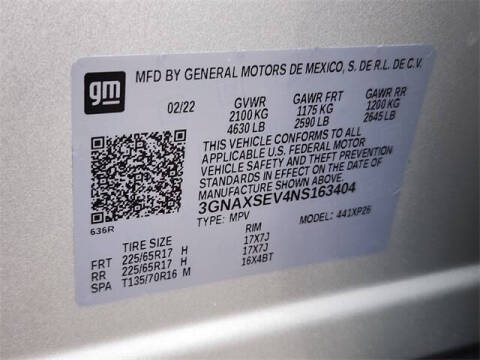 gm MFD BY GENERAL MOTORS DE MEXICO, S. DE R.L. DE C.V.
02/22 GVWR GAWR FRT GAWR RR
2100 KG 1175 KG 1200 KG
4630 LB 2590 LB 2645 LB
THIS VEHICLE CONFORMS TO ALL
APPLICABLE U.S. FEDERAL MOTOR
VEHICLE SAFETY AND THEFT PREVENTION
STANDARDS IN EFFECT ON THE DATE OF
MANUFACTURE SHOWN ABOVE.
3GNAXSEV4NS163404
636R TYPE: MPV MODEL: 441XP26
TIRE SIZE RIM
FRT 225/65R17 H 17X7J
RR 225/65R17 H 17X7J
SPA T135/70R16 M 16X4BT